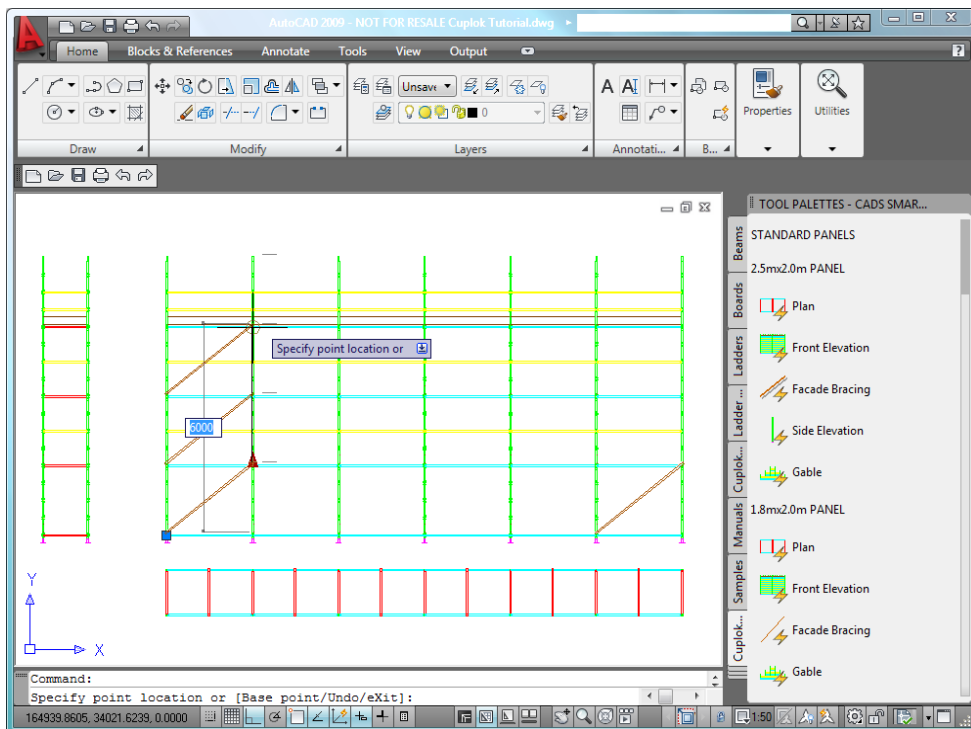 AutoCAD 2009 - NOT FOR RESALE Cuplok Tutorial.dwg
Home Blocks & References Annotate Tools View Output
Unsave
0
A AI
Properties Utilities
Draw Modify Layers Annotati... B...
TOOL PALETTES - CADS SMAR...
Beams
Boards
Ladders
Ladder ...
Cuplok...
Manuals
Samples
Cuplok...
STANDARD PANELS
2.5mx2.0m PANEL
Plan
Front Elevation
Facade Bracing
Side Elevation
Gable
1.8mx2.0m PANEL
Plan
Front Elevation
Facade Bracing
Gable
Specify point location or
6000
Y
X
Command:
Specify point location or [Base point/Undo/eXit]:
164939.8605, 34021.6239, 0.0000
1:50